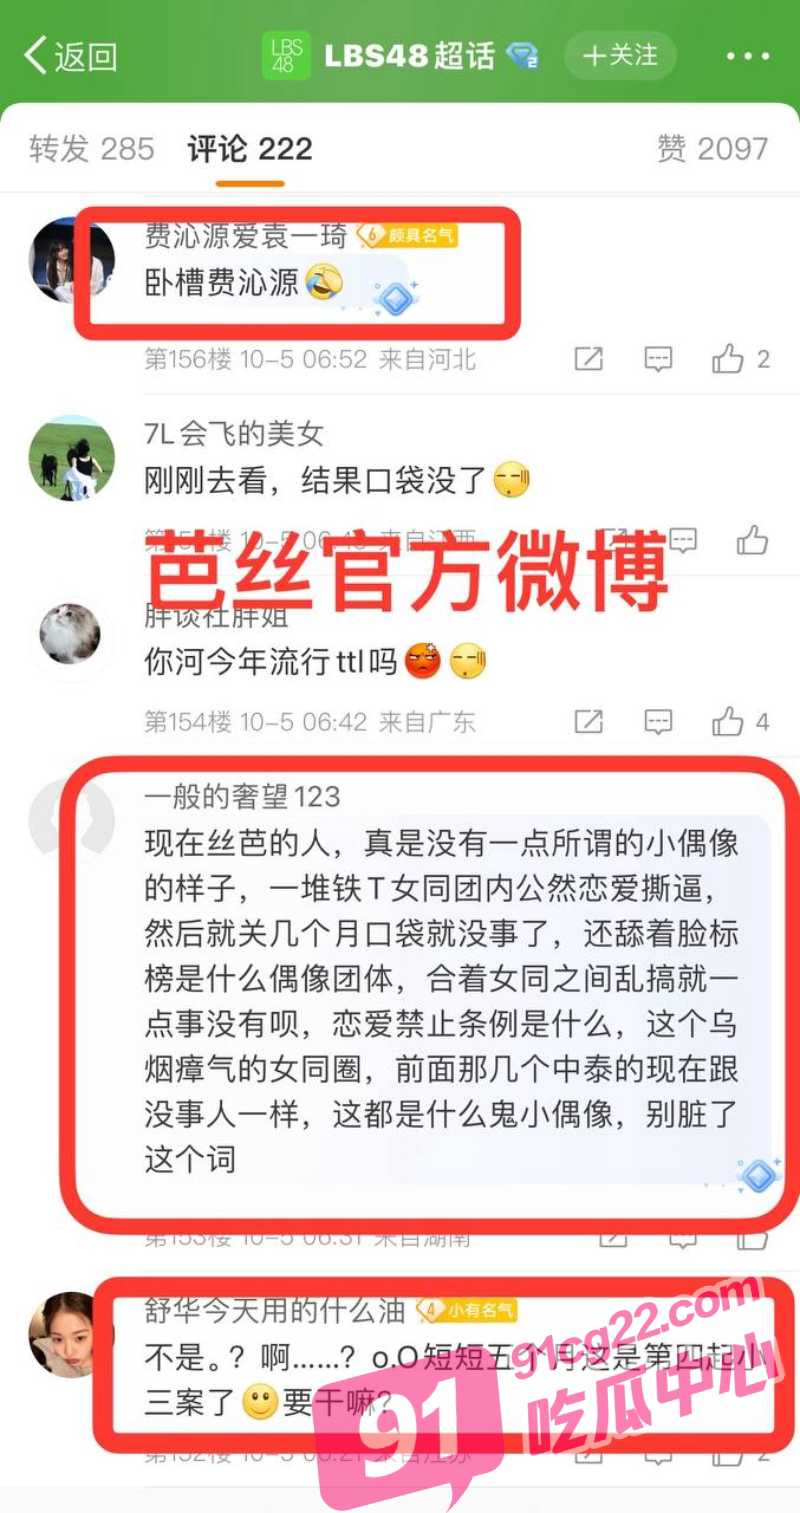 返回
LBS
48
LBS48超话
2
+关注
转发 285
评论 222
赞 2097
费沁源爱袁一琦
6 颇具名气
卧槽费沁源
第156楼 10-5 06:52 来自河北
2
7L会飞的美女
刚刚去看，结果口袋没了
芭丝官方微博
胖谈社胖姐
你河今年流行ttl吗
第154楼 10-5 06:42 来自广东
4
一般的奢望123
现在丝芭的人，真是没有一点所谓的小偶像
的样子，一堆铁T女同团内公然恋爱撕逼，
然后就关几个月口袋就没事了，还舔着脸标
榜是什么偶像团体，合着女同之间乱搞就一
点事没有呗，恋爱禁止条例是什么，这个乌
烟瘴气的女同圈，前面那几个中泰的现在跟
没事人一样，这都是什么鬼小偶像，别脏了
这个词
第153楼 10-5 06:31 来自湖南
舒华今天用的什么油
4 小有名气
不是。？啊……？o.O短短五个月这是第四起小
三案了要干嘛？
第152楼 10-5 06:21 来自江苏
2
91
91cg22.com
吃瓜中心